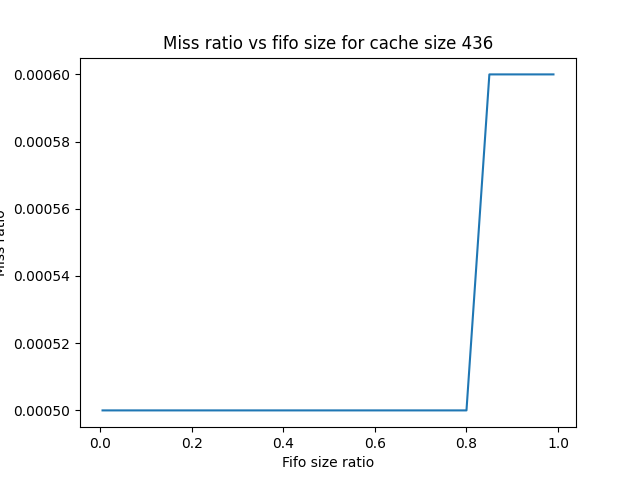 Miss ratio vs fifo size for cache size 436
0.00060
0.00058
0.00056
0.00054
0.00052
0.00050
Miss ratio
0.0 0.2 0.4 0.6 0.8 1.0
Fifo size ratio